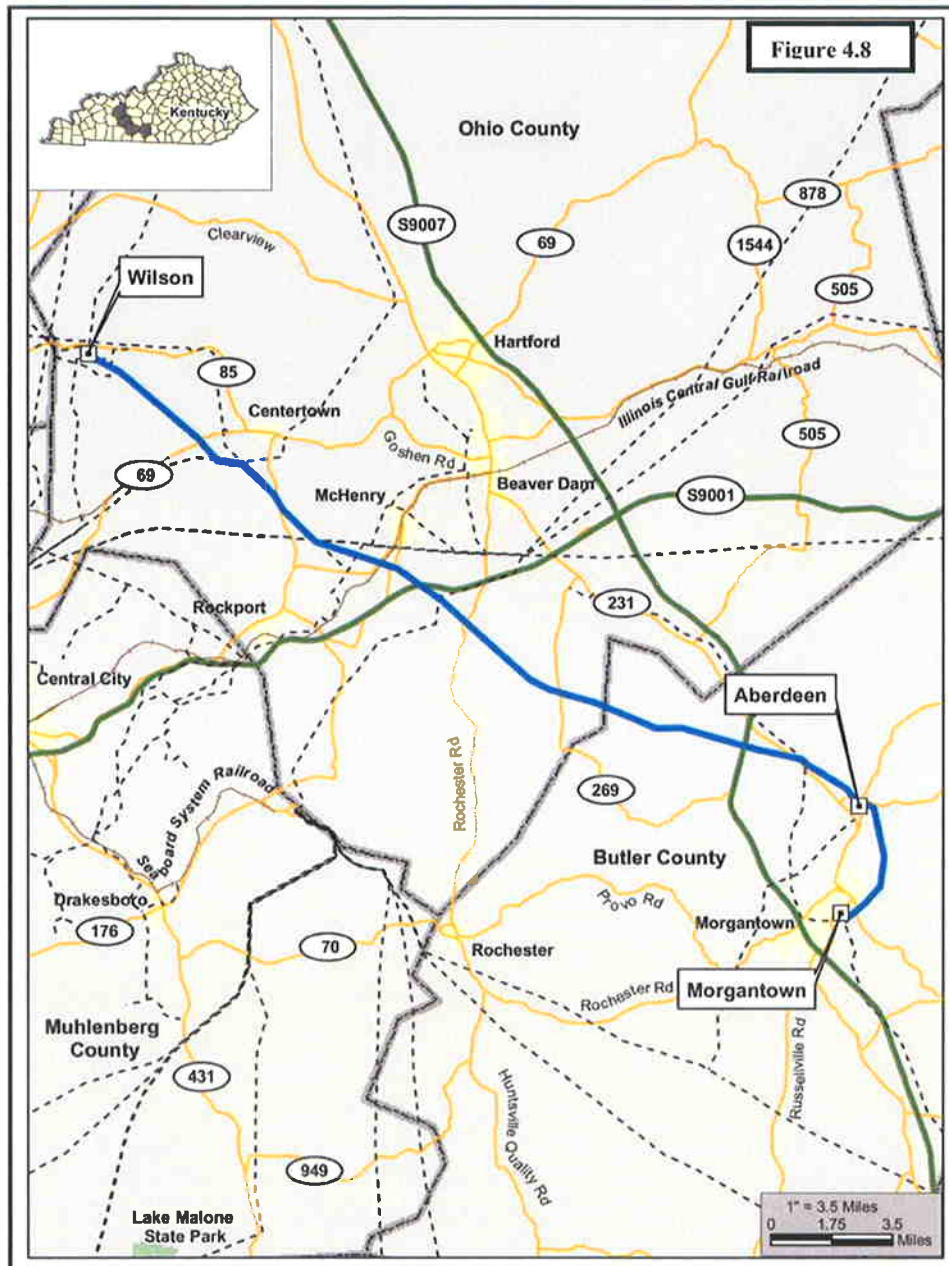 Figure 4.8
Kentucky
Ohio County
878
S9007
69
1544
Clearview
Wilson
505
Hartford
85
Illinois Central Gulf Railroad
Centertown
Goshen Rd
505
69
Beaver Dam
McHenry
S9001
Rockport
231
Central City
Aberdeen
Rochester Rd
Seaboard System Railroad
269
Butler County
Drakesboro
Provo Rd
Morgantown
176
70
Rochester
Rochester Rd
Morgantown
Muhlenberg
County
Russellville Rd
431
Huntsville Quality Rd
949
Lake Malone
State Park
1" = 3.5 Miles
0 1.75 3.5
Miles